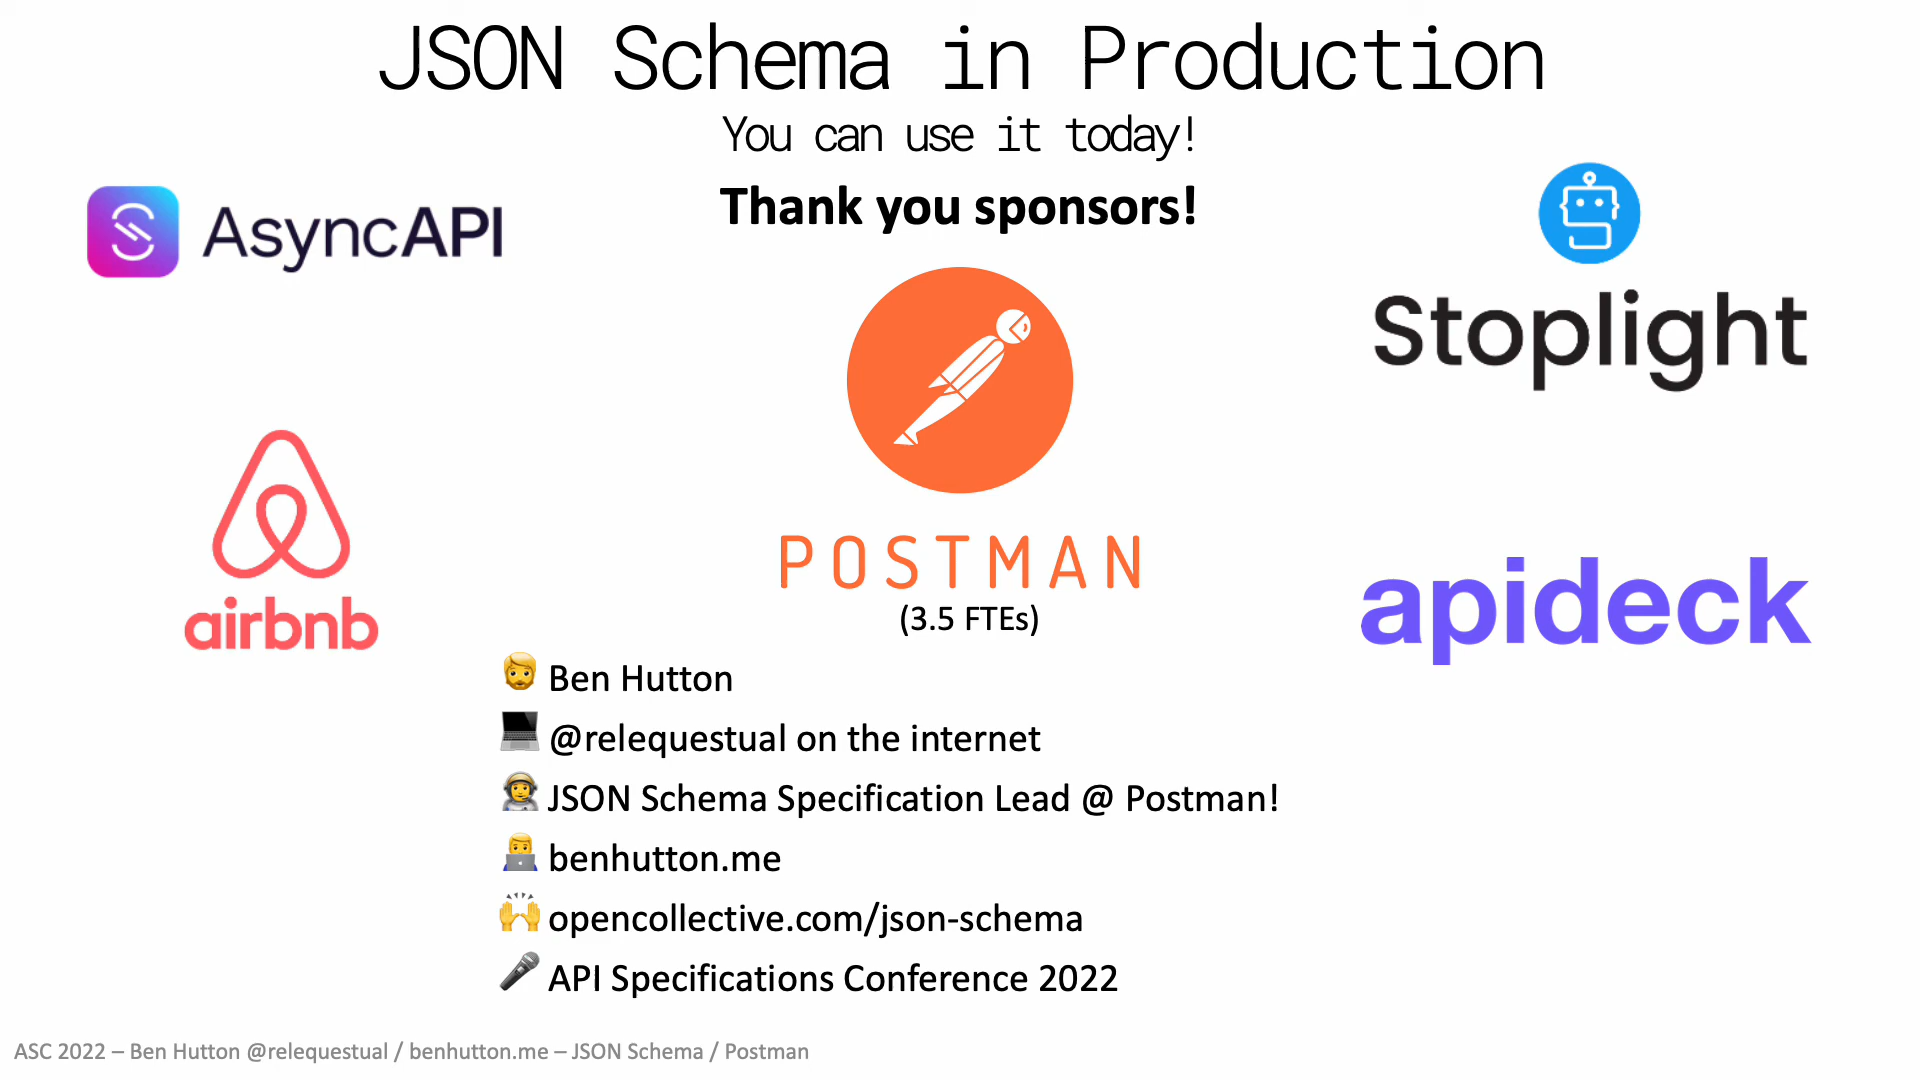 JSON Schema in Production
You can use it today!
Thank you sponsors!
AsyncAPI
Stoplight
airbnb
POSTMAN
(3.5 FTEs)
apideck
Ben Hutton
@relequestual on the internet
JSON Schema Specification Lead @ Postman!
benhutton.me
opencollective.com/json-schema
API Specifications Conference 2022
ASC 2022 – Ben Hutton @relequestual / benhutton.me – JSON Schema / Postman